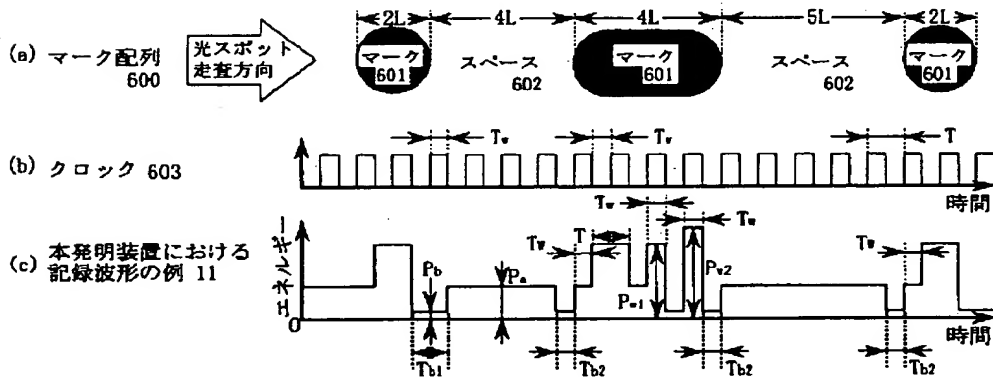 2L 4L 4L 5L 2L
(a) マーク配列 600
光スポット
走査方向
マーク 601
スペース 602
マーク 601
スペース 602
マーク 601
Tw Tw T
(b) クロック 603
時間
Tw Tw
(c) 本発明装置における
記録波形の例 11
エネルギー
0
Pb Pa Tw T Pw1 Pw2 Tw
時間
Tb1 Tb2 Tb2 Tb2